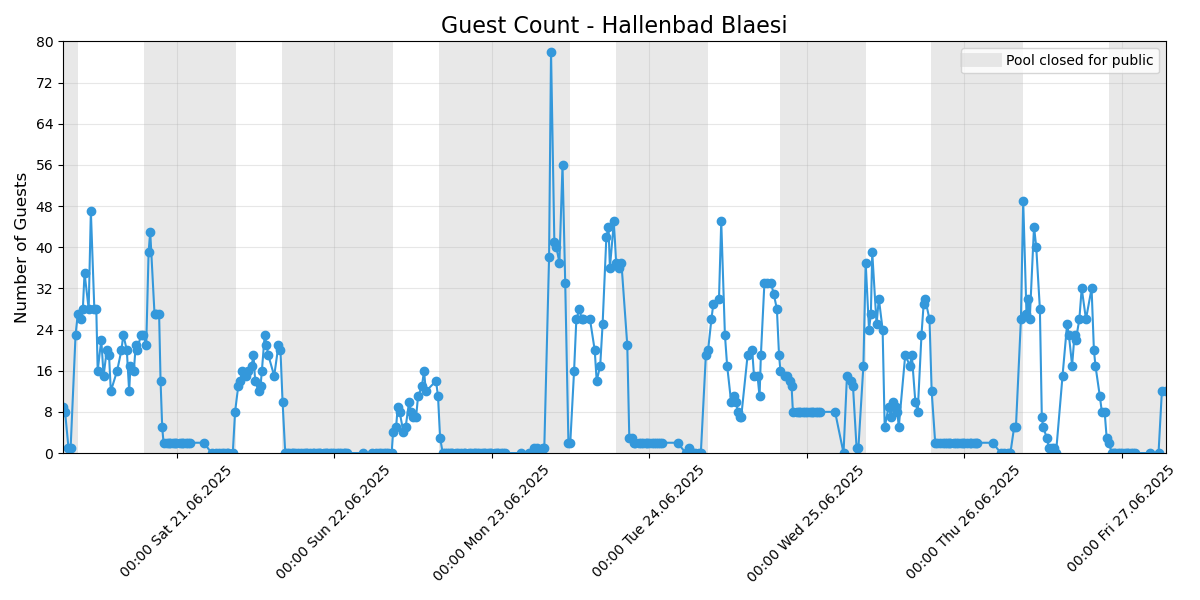 Guest Count - Hallenbad Blaesi
Pool closed for public
Number of Guests
80
72
64
56
48
40
32
24
16
8
0
00:00 Sat 21.06.2025
00:00 Sun 22.06.2025
00:00 Mon 23.06.2025
00:00 Tue 24.06.2025
00:00 Wed 25.06.2025
00:00 Thu 26.06.2025
00:00 Fri 27.06.2025